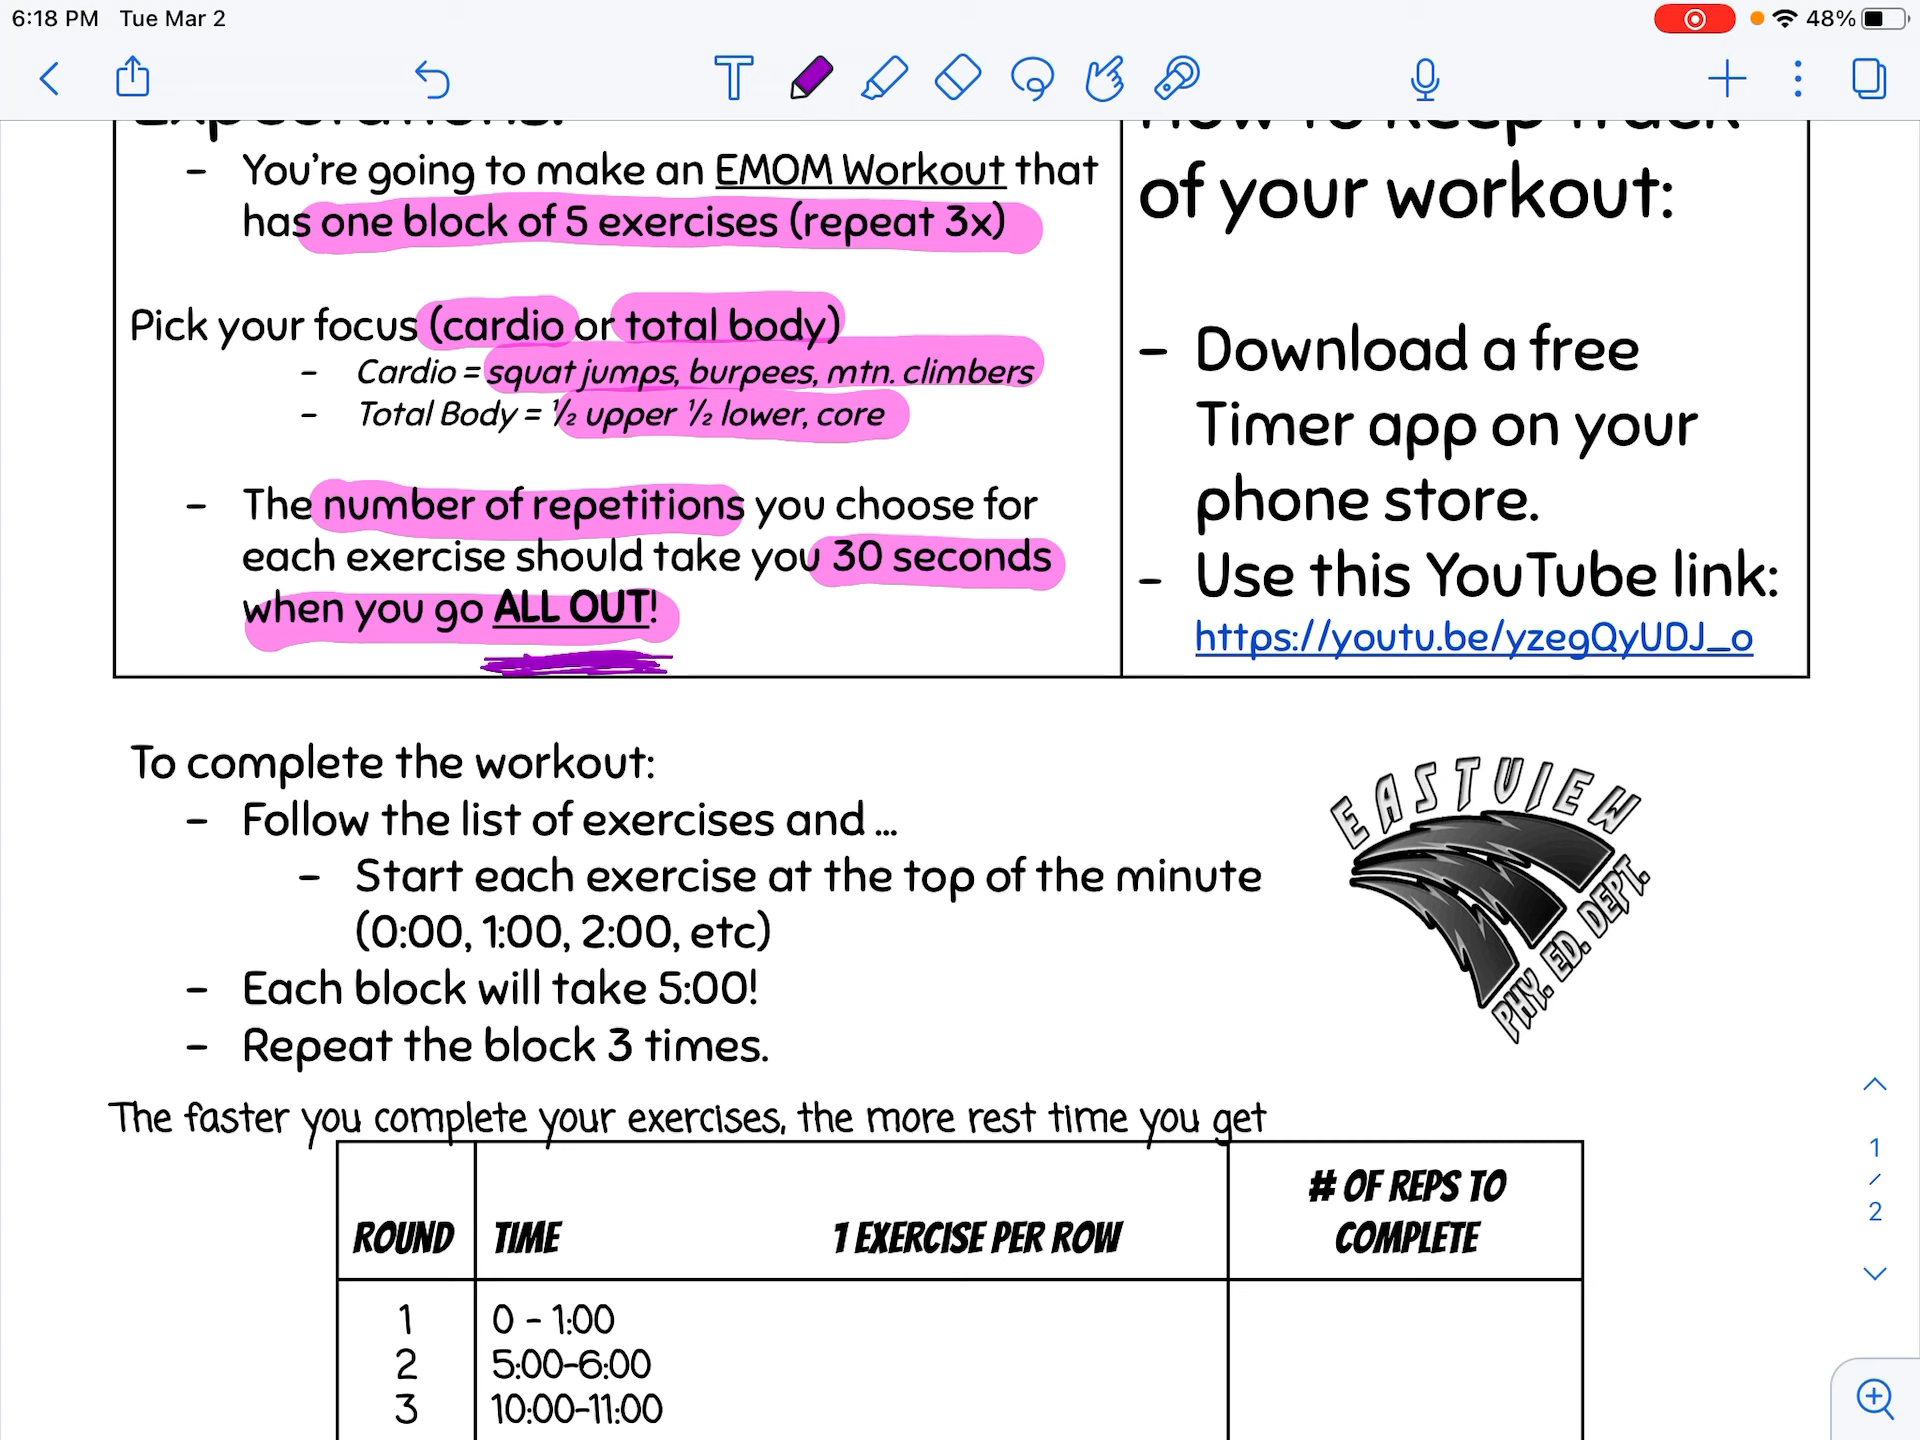 6:18 PM Tue Mar 2
48%
Expectations:
- You're going to make an EMOM Workout that
has one block of 5 exercises (repeat 3x)
Pick your focus (cardio or total body)
- Cardio = squat jumps, burpees, mtn. climbers
- Total Body = ½ upper ½ lower, core
- The number of repetitions you choose for
each exercise should take you 30 seconds
when you go ALL OUT!
How to keep track
of your workout:
- Download a free
Timer app on your
phone store.
- Use this YouTube link:
https://youtu.be/yzegQyUDJ_o
To complete the workout:
- Follow the list of exercises and ...
- Start each exercise at the top of the minute
(0:00, 1:00, 2:00, etc)
- Each block will take 5:00!
- Repeat the block 3 times.
EASTVIEW
PHY. ED. DEPT.
The faster you complete your exercises, the more rest time you get
ROUND TIME 1 EXERCISE PER ROW # OF REPS TO
COMPLETE
1 0 - 1:00
2 5:00-6:00
3 10:00-11:00
1
/
2